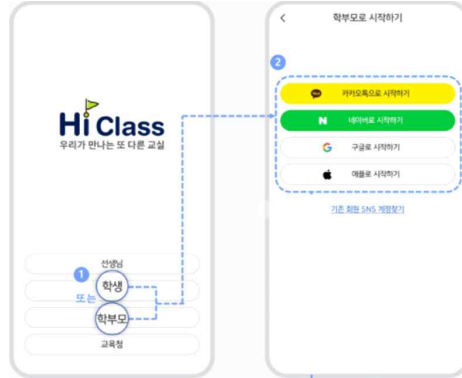 Hi Class
우리가 만나는 또 다른 교실
선생님
1
학생
또는
학부모
교육청
< 학부모로 시작하기
2
카카오톡으로 시작하기
N 네이버로 시작하기
G 구글로 시작하기
애플로 시작하기
기존 회원 SNS 계정찾기